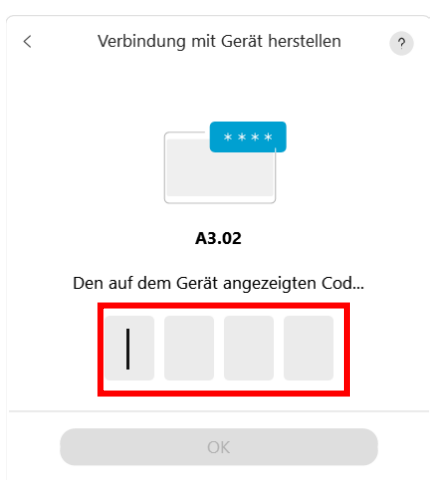 Verbindung mit Gerät herstellen
?
* * * *
A3.02
Den auf dem Gerät angezeigten Cod...
OK